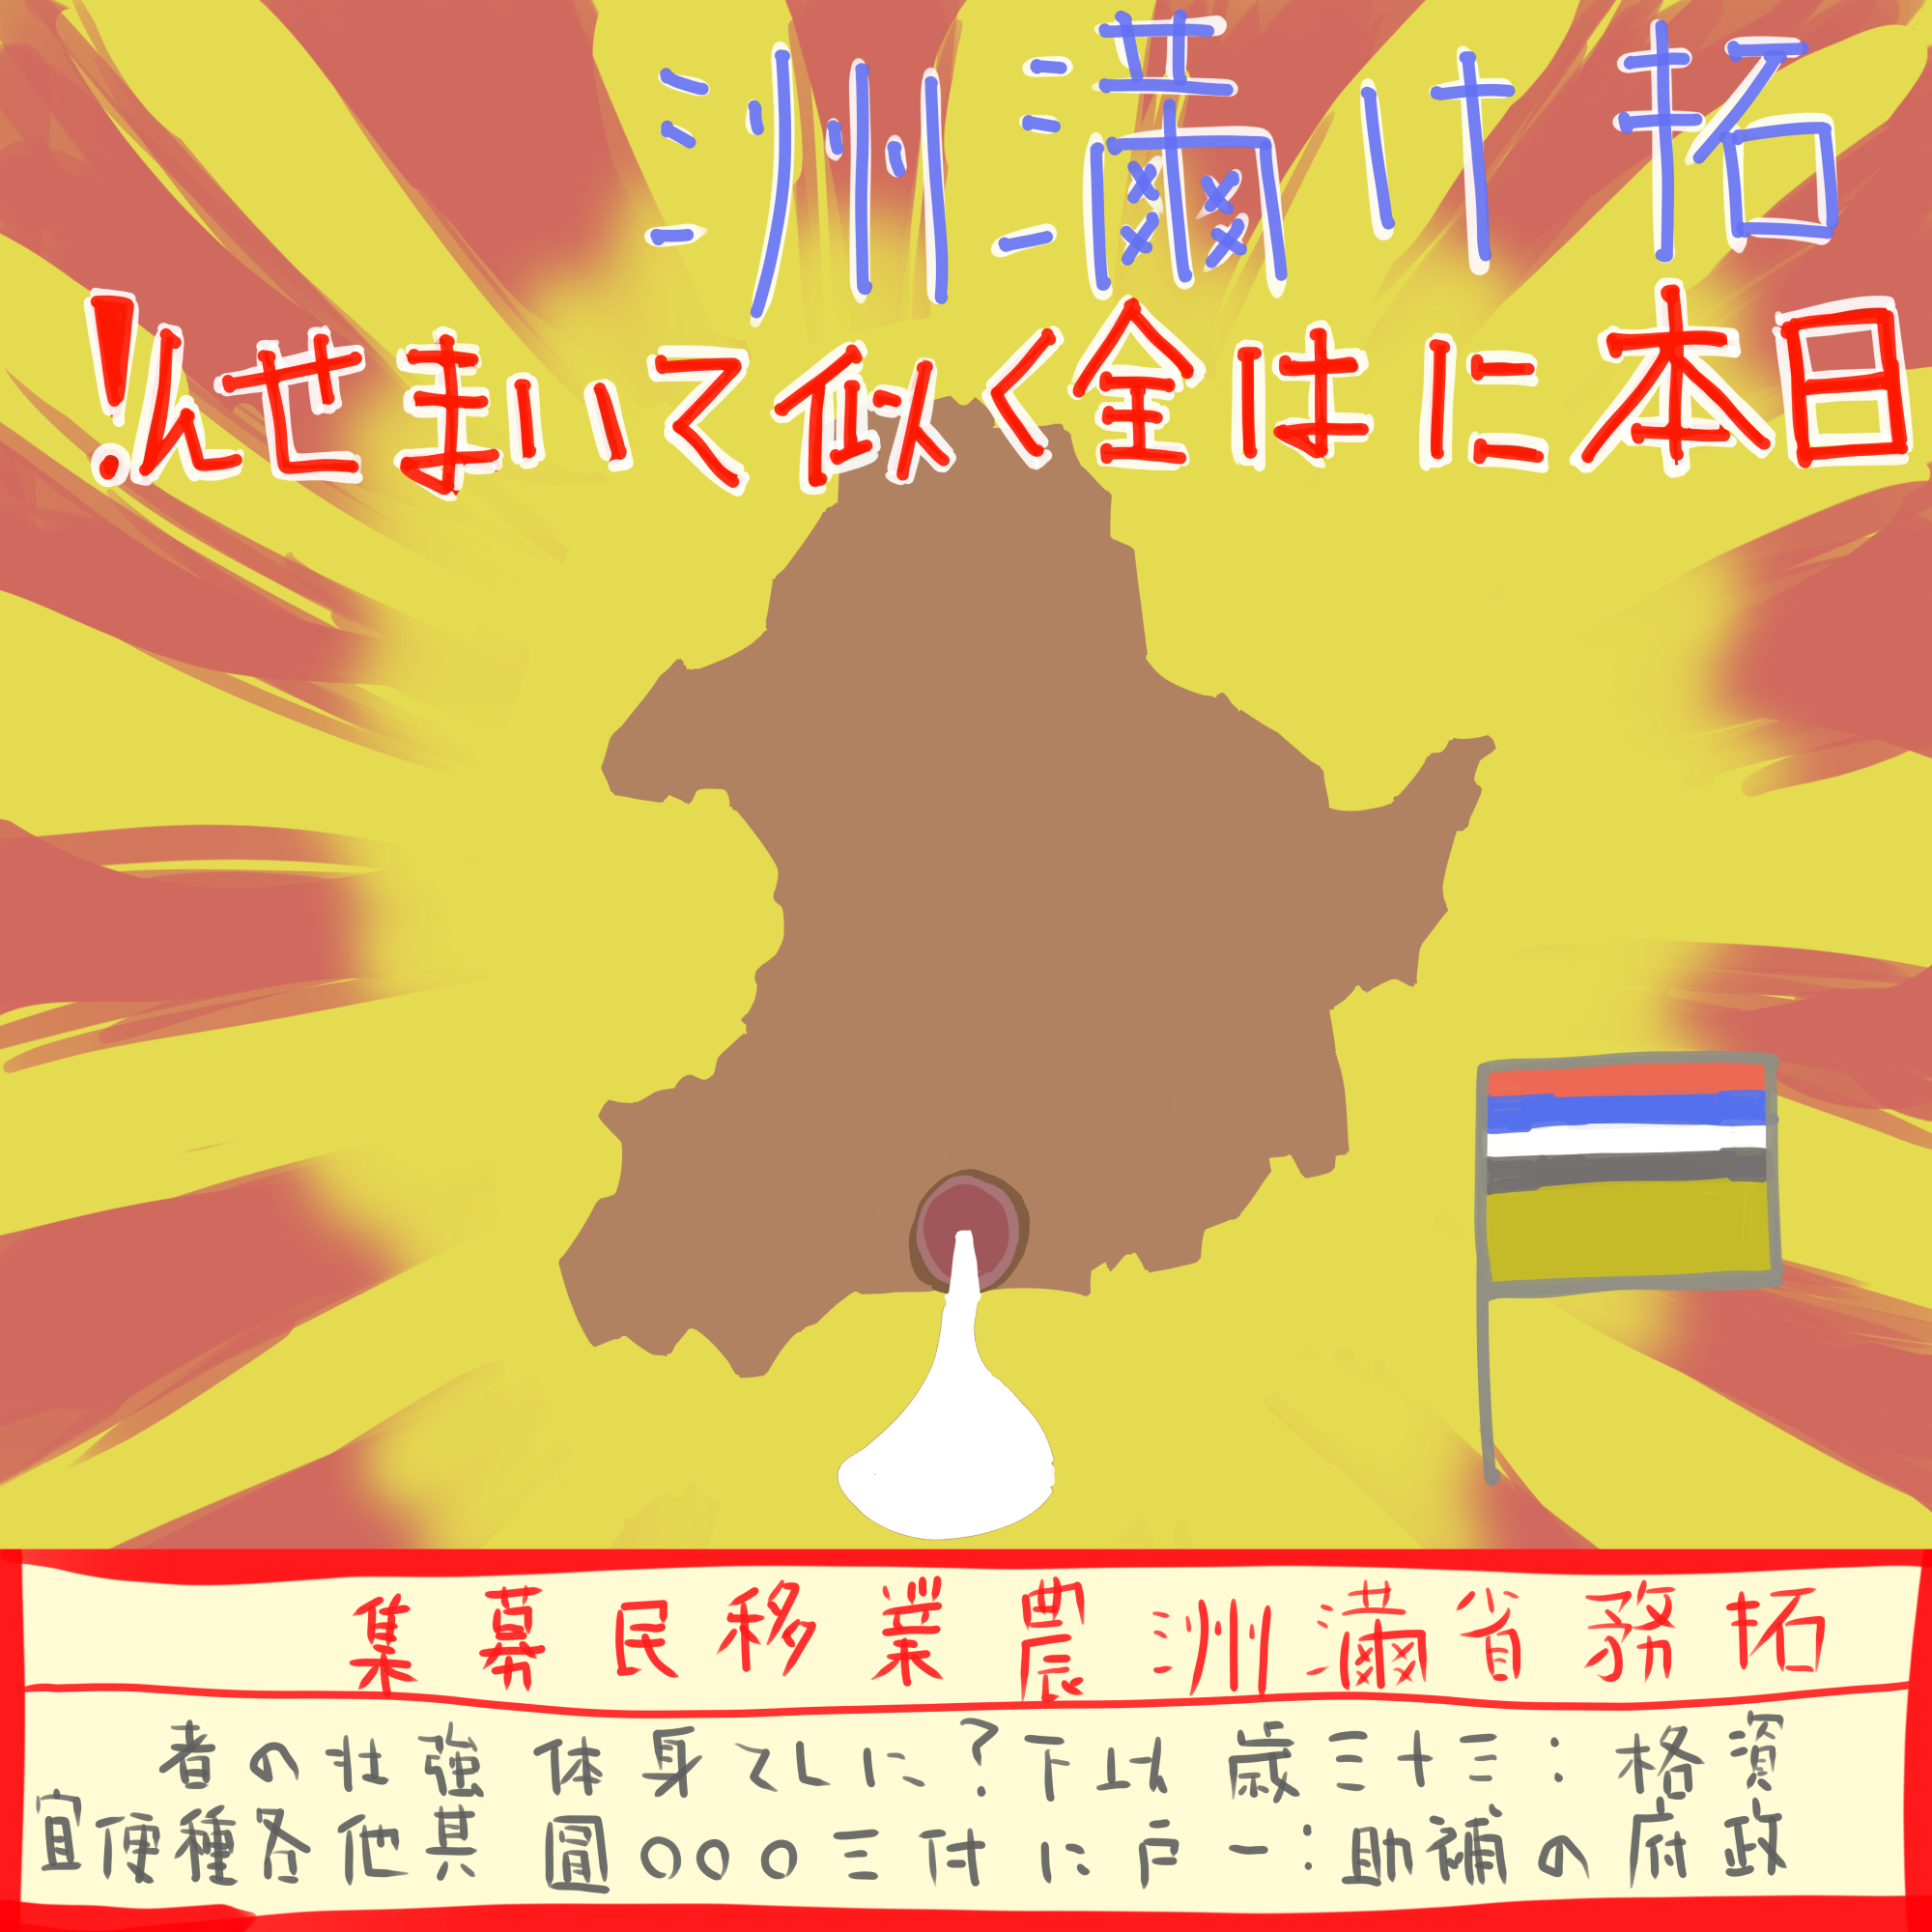 拓け滿洲
日本には全く似ていません!
拓務省滿洲農業移民募集
資格:三十三歳以下?にして身体強壮の者
政府の補助:一戸に付三〇〇〇圓 其他各種便宜